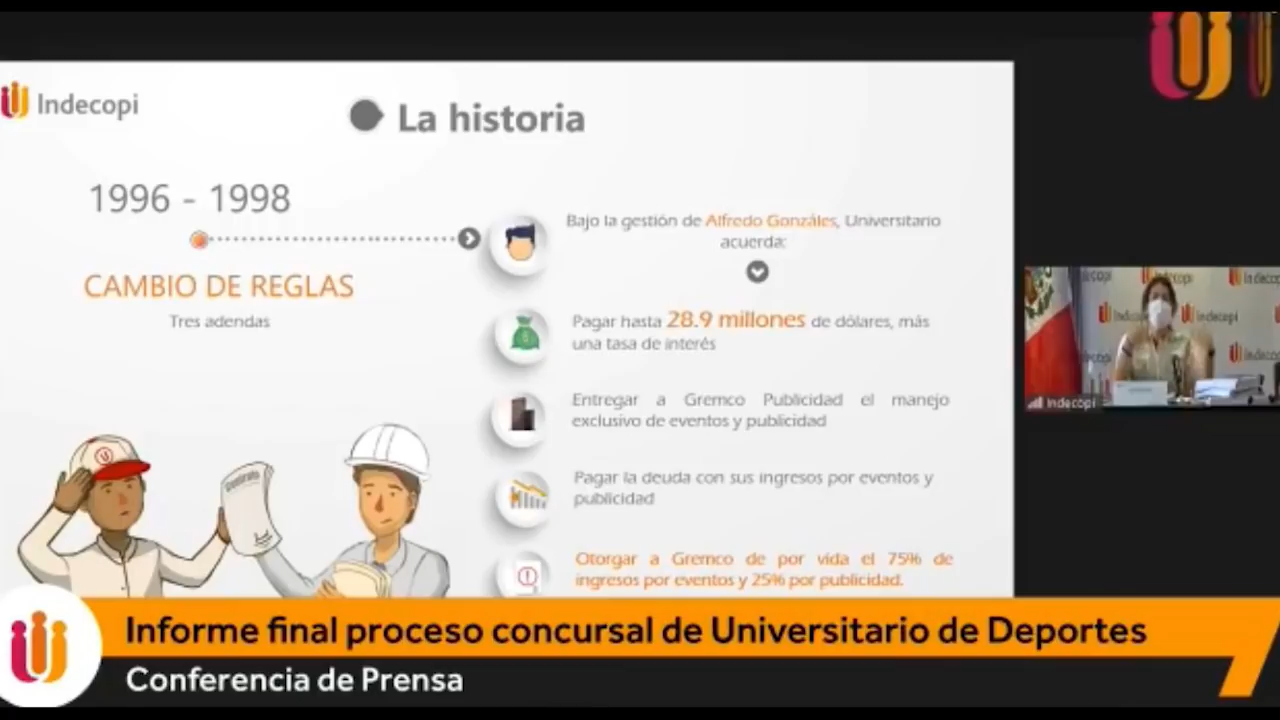 Indecopi
La historia
1996 - 1998
CAMBIO DE REGLAS
Tres adendas
Bajo la gestión de Alfredo Gonzáles, Universitario
acuerda:
Pagar hasta 28.9 millones de dólares, más
una tasa de interés
Entregar a Gremco Publicidad el manejo
exclusivo de eventos y publicidad
Pagar la deuda con sus ingresos por eventos y
publicidad
Otorgar a Gremco de por vida el 75% de
ingresos por eventos y 25% por publicidad.
Contrato
Indecopi
Indecopi
Indecopi
Informe final proceso concursal de Universitario de Deportes
Conferencia de Prensa